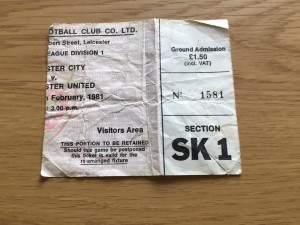 OOTBALL CLUB CO. LTD.
bert Street, Leicester
EAGUE DIVISION 1
STER CITY
v.
STER UNITED
February, 1981
3.00 p.m.
Visitors Area
THIS PORTION TO BE RETAINED
Should this game be postponed
this ticket is valid for the
re-arranged fixture
Ground Admission
£1.50
(incl. VAT)
No 1581
SECTION
SK 1